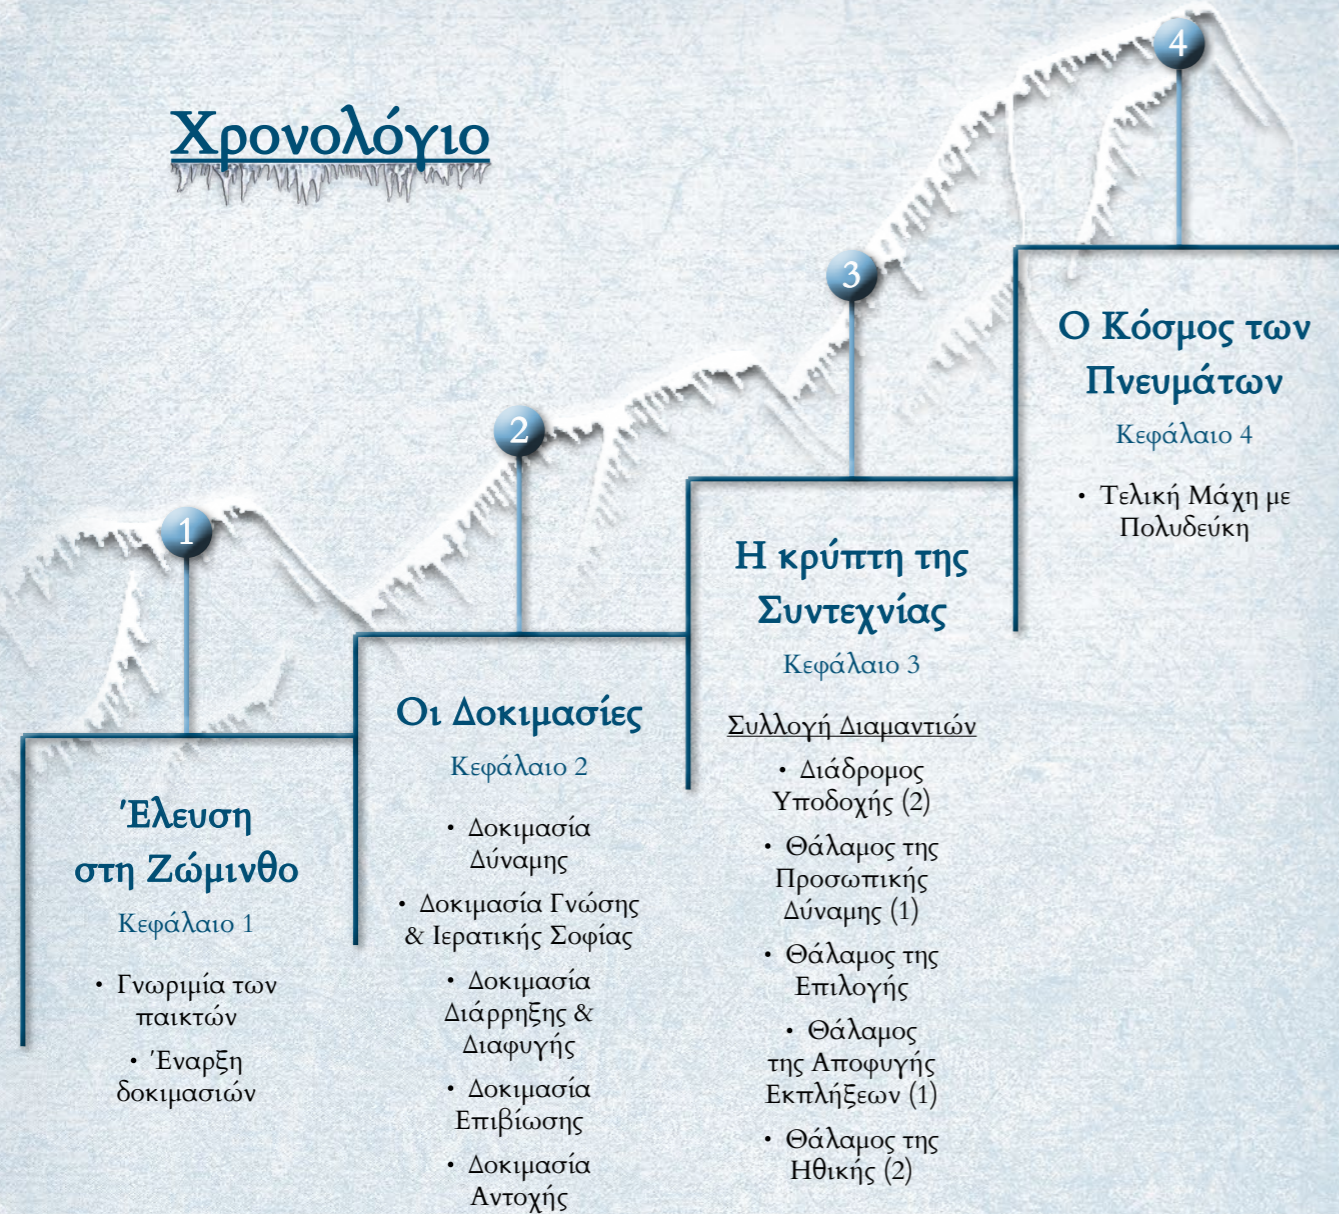 Χρονολόγιο
1
Έλευση
στη Ζώμινθο
Κεφάλαιο 1
• Γνωριμία των
παικτών
• Έναρξη
δοκιμασιών
2
Οι Δοκιμασίες
Κεφάλαιο 2
• Δοκιμασία
Δύναμης
• Δοκιμασία Γνώσης
& Ιερατικής Σοφίας
• Δοκιμασία
Διάρρηξης &
Διαφυγής
• Δοκιμασία
Επιβίωσης
• Δοκιμασία
Αντοχής
3
Η κρύπτη της
Συντεχνίας
Κεφάλαιο 3
Συλλογή Διαμαντιών
• Διάδρομος
Υποδοχής (2)
• Θάλαμος της
Προσωπικής
Δύναμης (1)
• Θάλαμος της
Επιλογής
• Θάλαμος
της Αποφυγής
Εκπλήξεων (1)
• Θάλαμος της
Ηθικής (2)
4
Ο Κόσμος των
Πνευμάτων
Κεφάλαιο 4
• Τελική Μάχη με
Πολυδεύκη